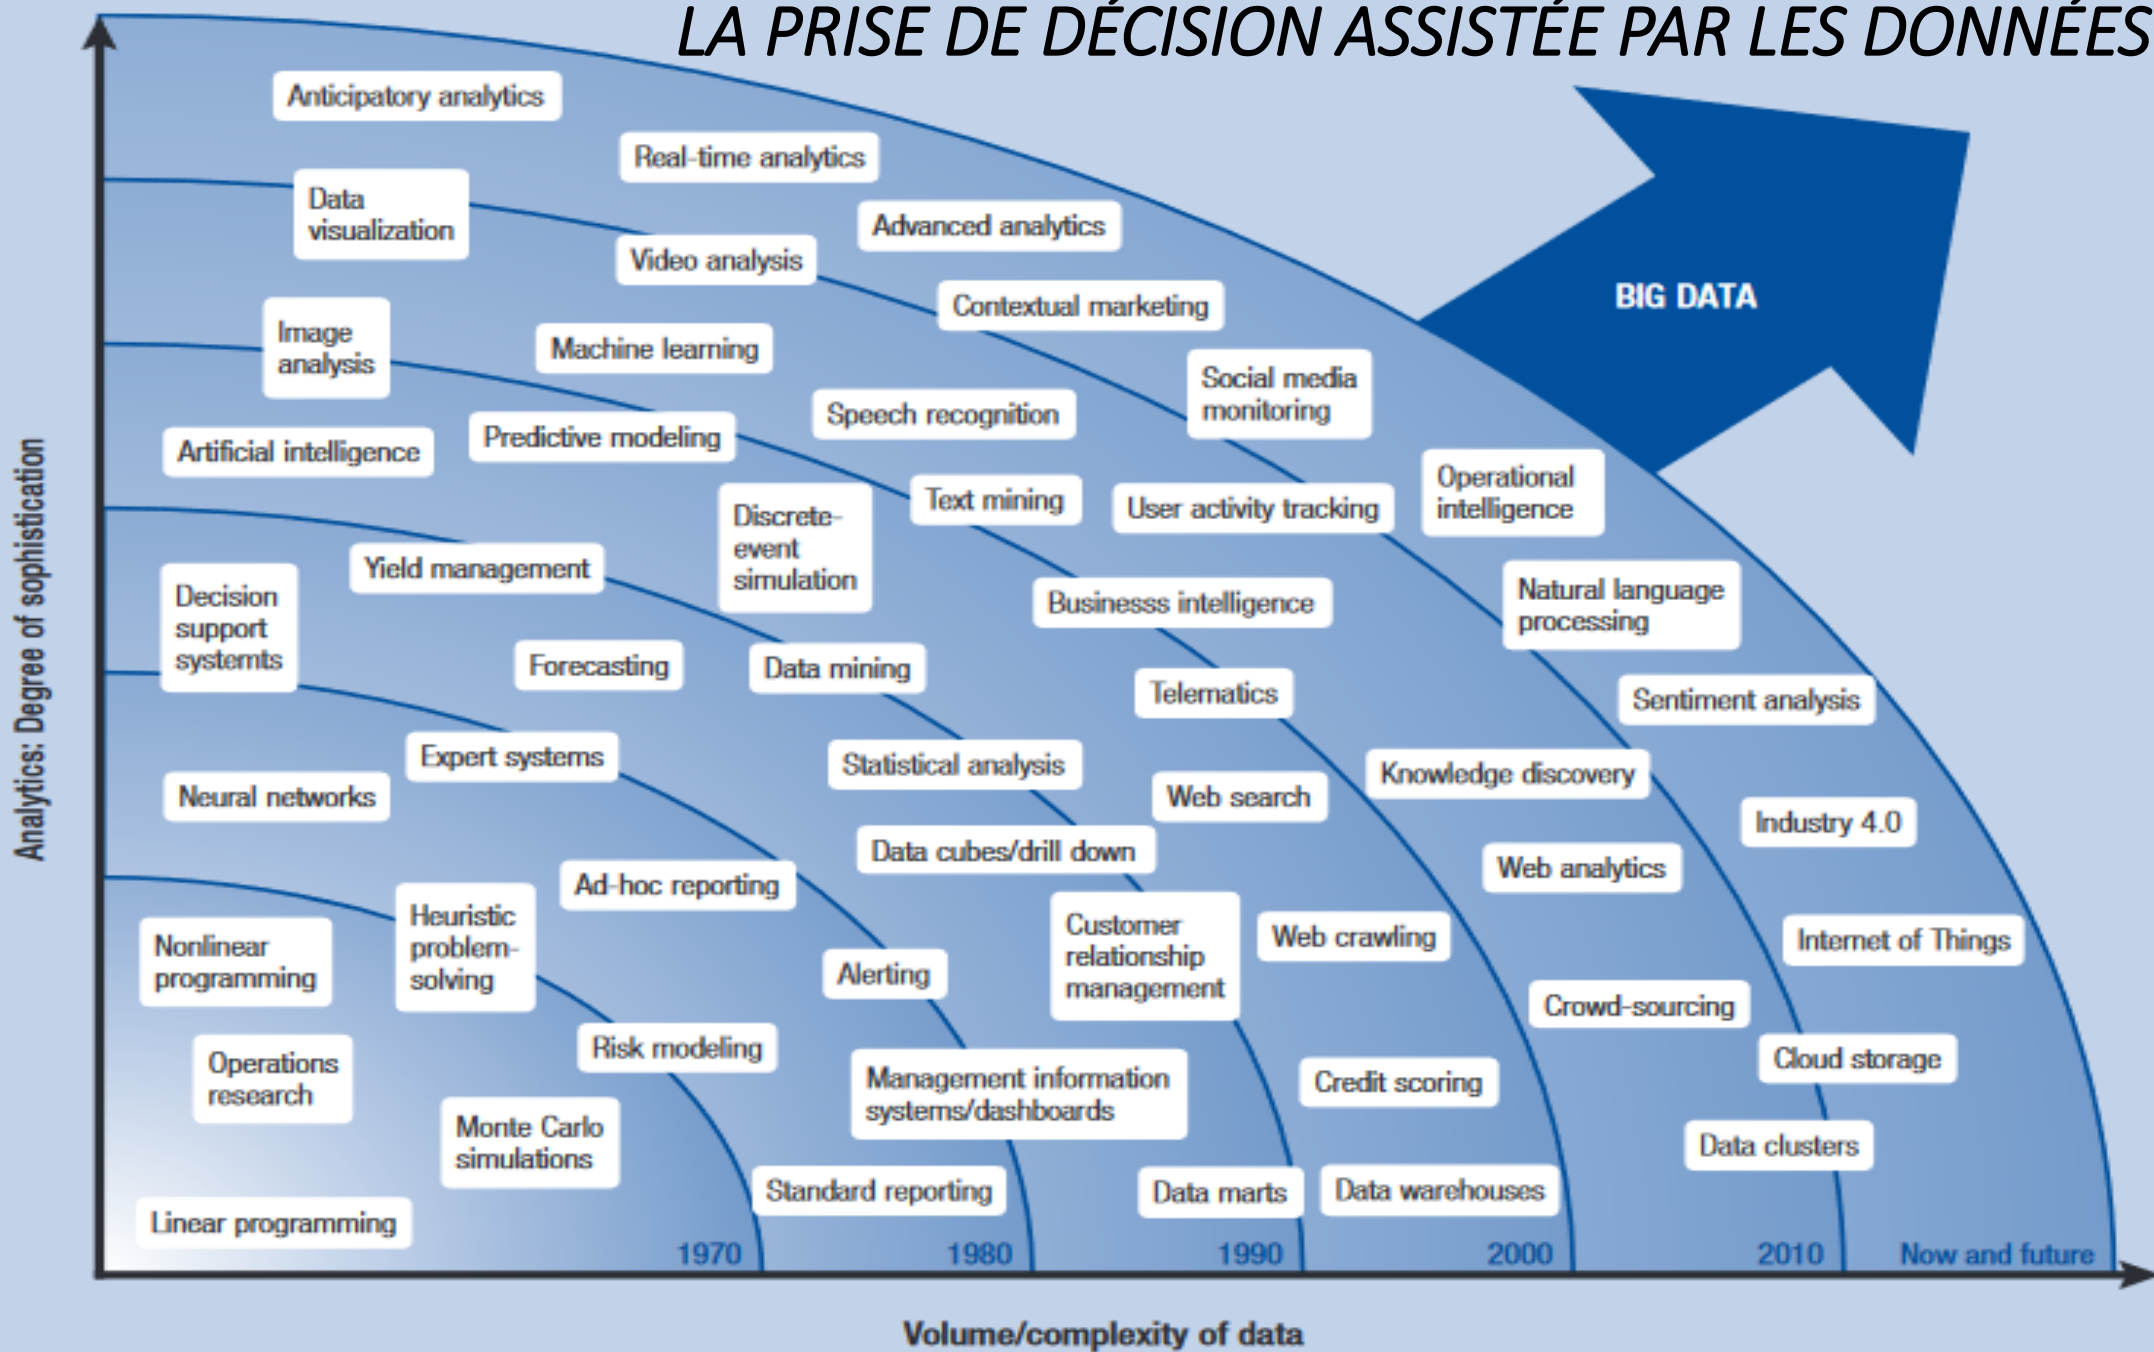 LA PRISE DE DÉCISION ASSISTÉE PAR LES DONNÉES
Anticipatory analytics
Real-time analytics
Data
visualization
Advanced analytics
Video analysis
Contextual marketing
BIG DATA
Image
analysis
Machine learning
Social media
monitoring
Speech recognition
Predictive modeling
Artificial intelligence
Operational
intelligence
Text mining
User activity tracking
Discrete-
event
simulation
Yield management
Decision
support
systemts
Businesss intelligence
Natural language
processing
Forecasting
Data mining
Telematics
Sentiment analysis
Expert systems
Statistical analysis
Knowledge discovery
Neural networks
Web search
Industry 4.0
Data cubes/drill down
Web analytics
Ad-hoc reporting
Heuristic
problem-
solving
Nonlinear
programming
Customer
relationship
management
Web crawling
Internet of Things
Alerting
Crowd-sourcing
Risk modeling
Cloud storage
Operations
research
Management information
systems/dashboards
Credit scoring
Monte Carlo
simulations
Data clusters
Standard reporting
Data marts
Data warehouses
Linear programming
1970
1980
1990
2000
2010
Now and future
Analytics: Degree of sophistication
Volume/complexity of data